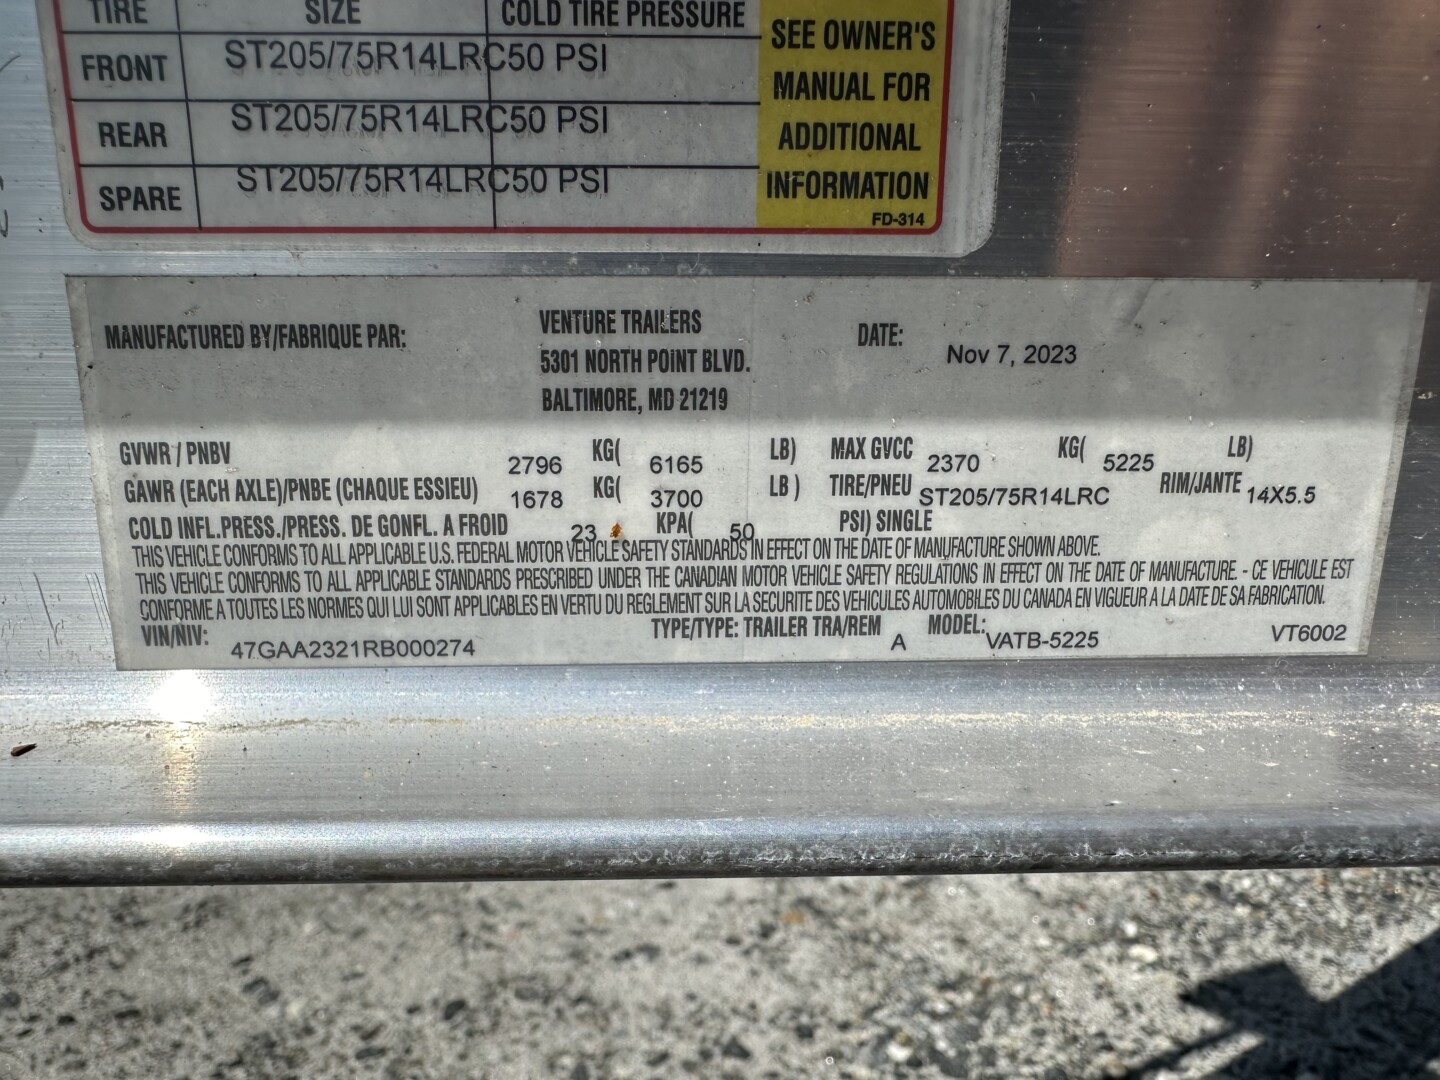 TIRE SIZE COLD TIRE PRESSURE
FRONT ST205/75R14LRC50 PSI
REAR ST205/75R14LRC50 PSI
SPARE ST205/75R14LRC50 PSI
SEE OWNER'S
MANUAL FOR
ADDITIONAL
INFORMATION
FD-314
MANUFACTURED BY/FABRIQUE PAR: VENTURE TRAILERS DATE: Nov 7, 2023
5301 NORTH POINT BLVD.
BALTIMORE, MD 21219
GVWR / PNBV 2796 KG( 6165 LB) MAX GVCC 2370 KG( 5225 LB)
GAWR (EACH AXLE)/PNBE (CHAQUE ESSIEU) 1678 KG( 3700 LB ) TIRE/PNEU ST205/75R14LRC RIM/JANTE 14X5.5
COLD INFL.PRESS./PRESS. DE GONFL. A FROID 23 KPA( 50 PSI) SINGLE
THIS VEHICLE CONFORMS TO ALL APPLICABLE U.S. FEDERAL MOTOR VEHICLE SAFETY STANDARDS IN EFFECT ON THE DATE OF MANUFACTURE SHOWN ABOVE.
THIS VEHICLE CONFORMS TO ALL APPLICABLE STANDARDS PRESCRIBED UNDER THE CANADIAN MOTOR VEHICLE SAFETY REGULATIONS IN EFFECT ON THE DATE OF MANUFACTURE. - CE VEHICULE EST
CONFORME A TOUTES LES NORMES QUI LUI SONT APPLICABLES EN VERTU DU REGLEMENT SUR LA SECURITE DES VEHICULES AUTOMOBILES DU CANADA EN VIGUEUR A LA DATE DE SA FABRICATION.
VIN/NIV: 47GAA2321RB000274 TYPE/TYPE: TRAILER TRA/REM A MODEL: VATB-5225 VT6002